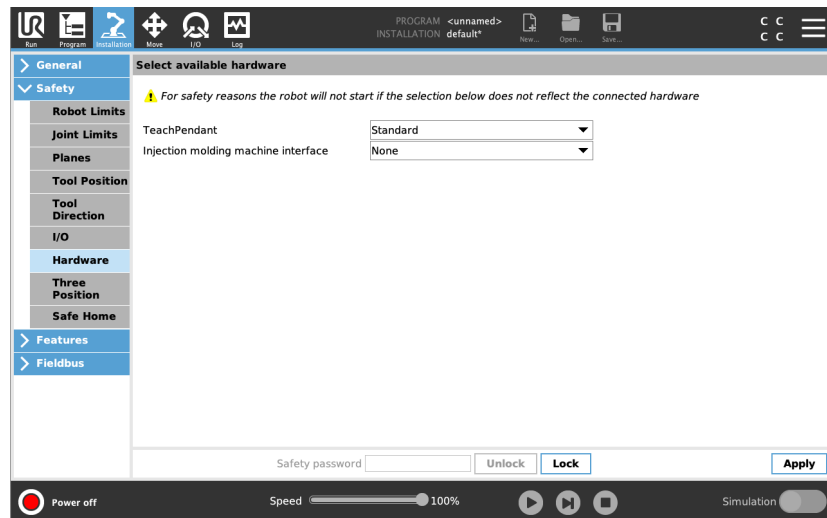 PROGRAM <unnamed>
INSTALLATION default*
Run Program Installation Move I/O Log New... Open... Save...
C C
C C
General
Select available hardware
Safety
For safety reasons the robot will not start if the selection below does not reflect the connected hardware
Robot Limits
Joint Limits
Planes
Tool Position
Tool
Direction
I/O
Hardware
Three
Position
Safe Home
Features
Fieldbus
TeachPendant Standard
Injection molding machine interface None
Safety password Unlock Lock Apply
Power off Speed 100% Simulation